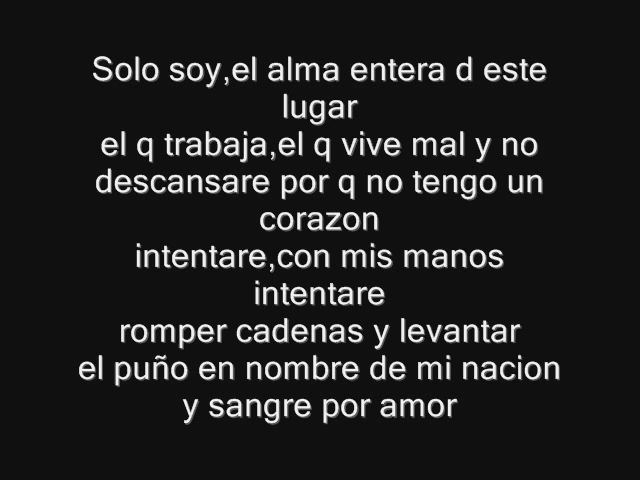 Solo soy,el alma entera d este
lugar
el q trabaja,el q vive mal y no
descansare por q no tengo un
corazon
intentare,con mis manos
intentare
romper cadenas y levantar
el puño en nombre de mi nacion
y sangre por amor